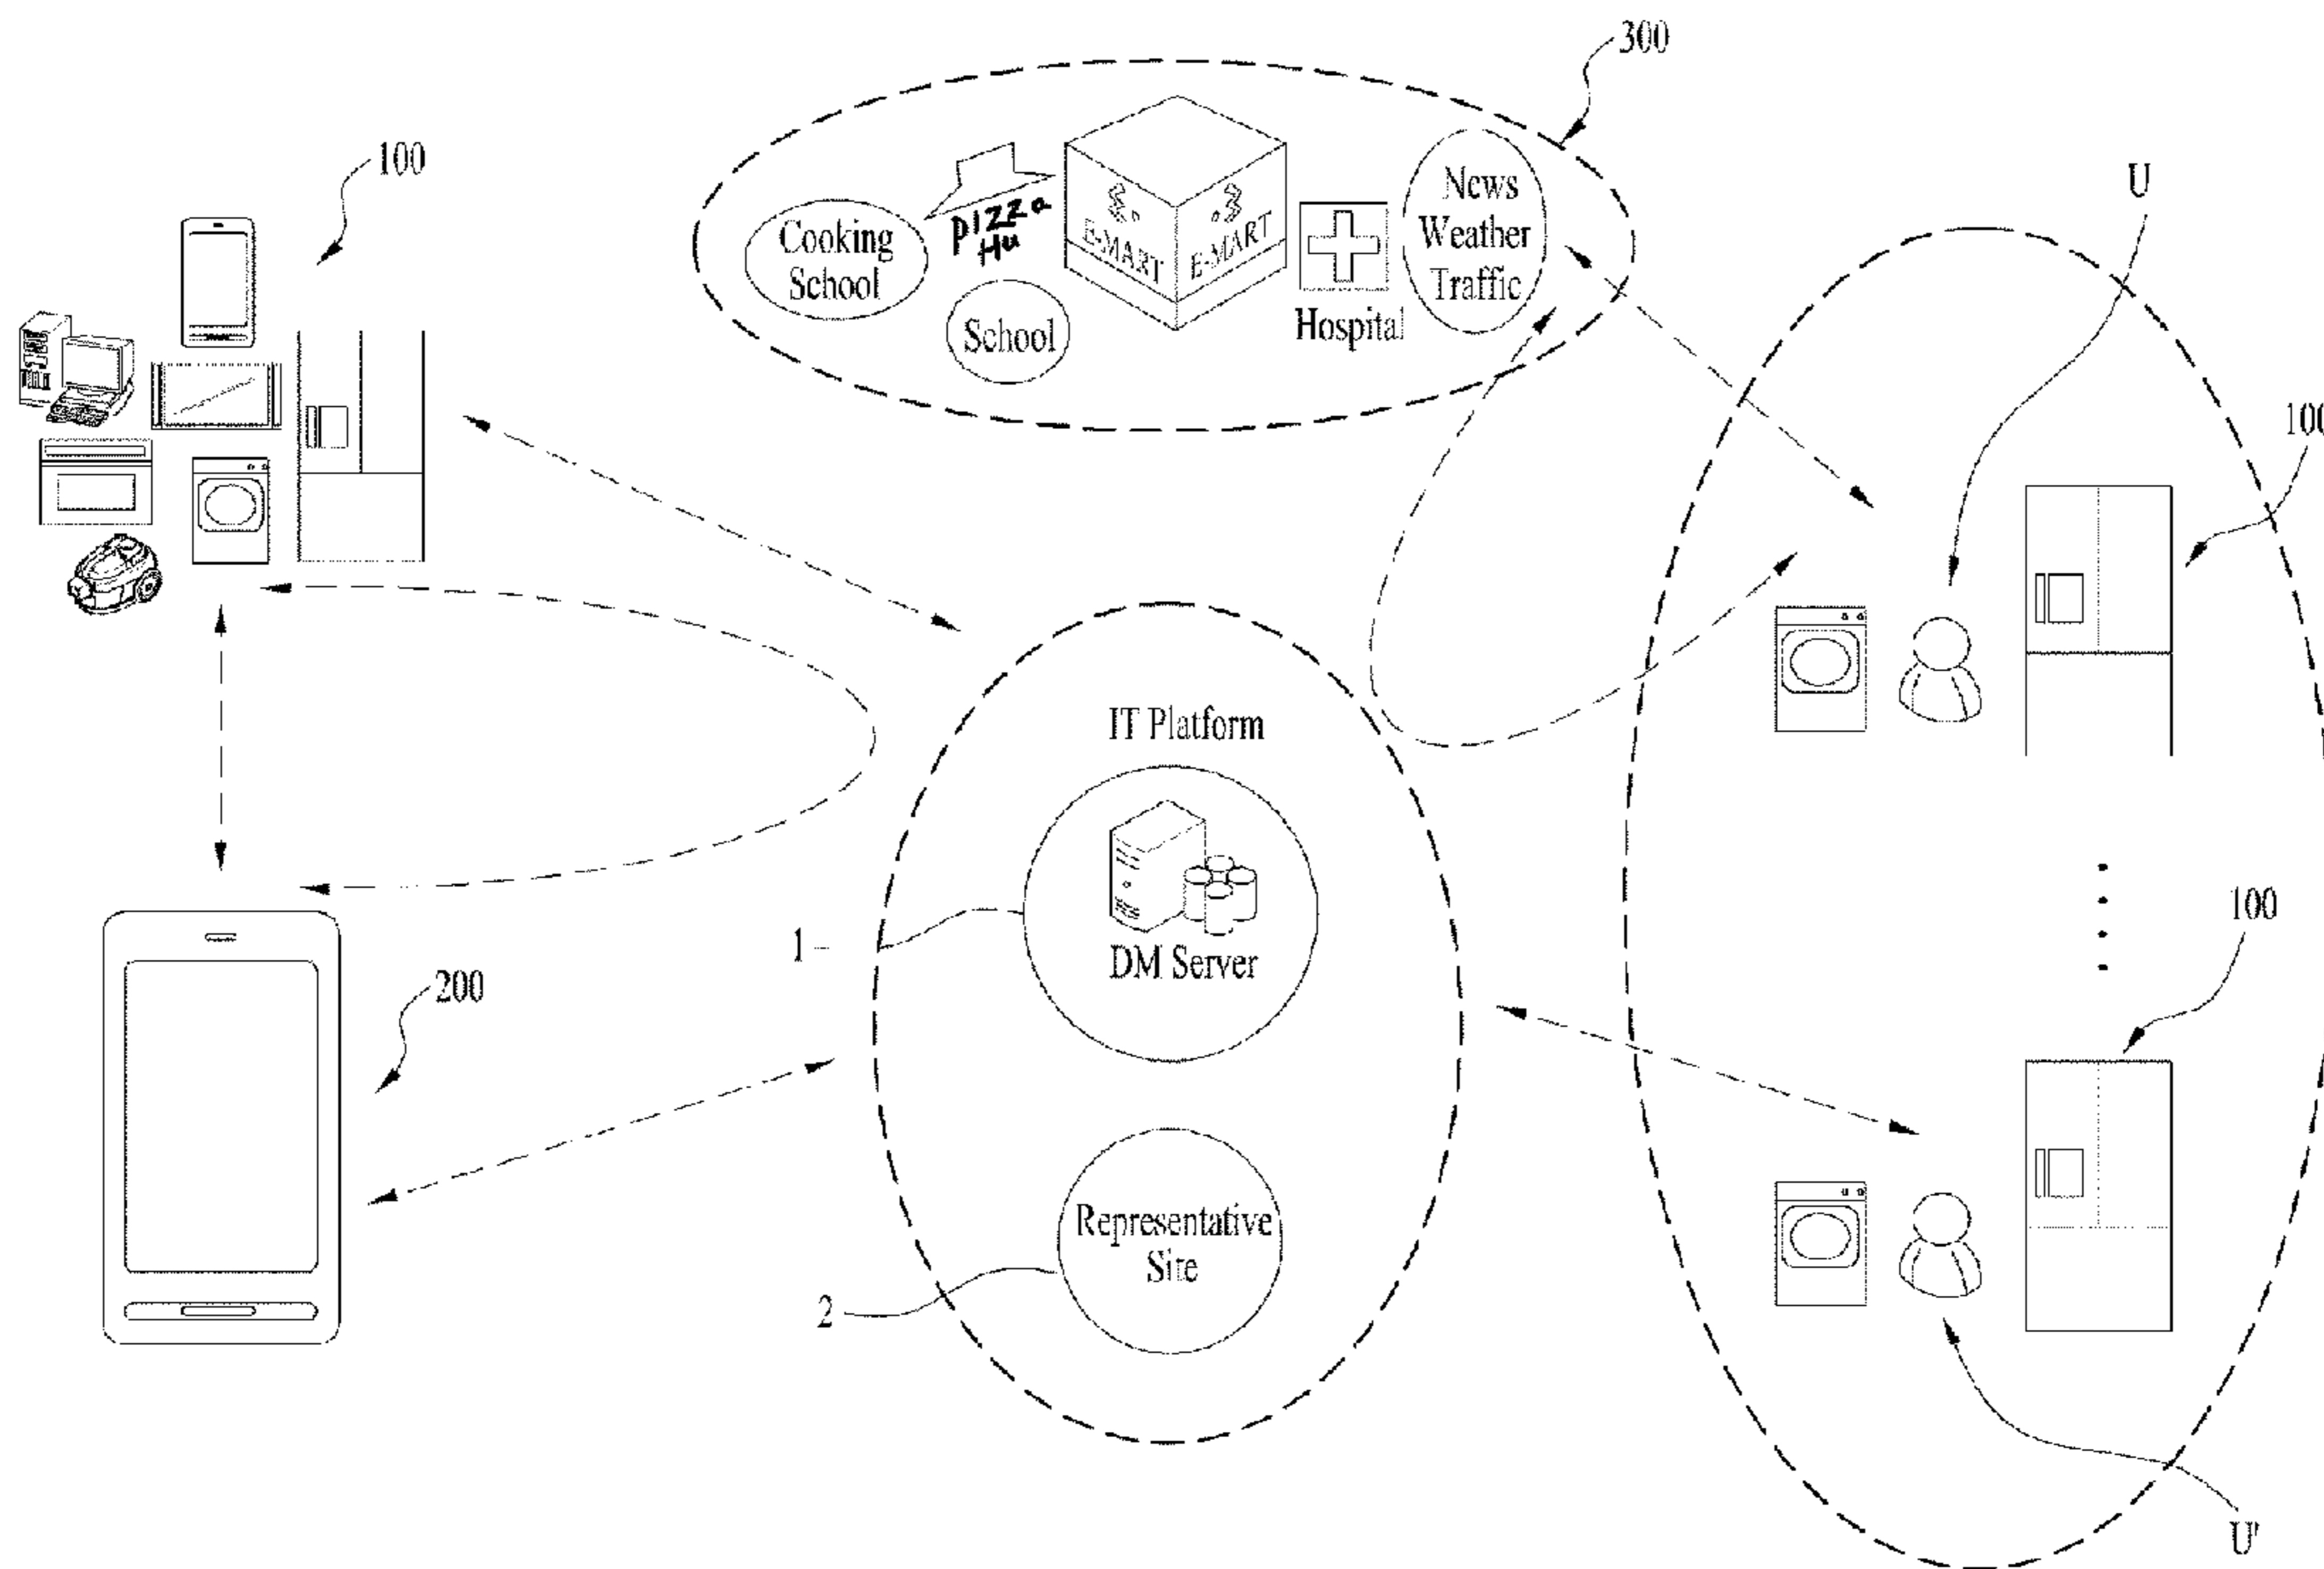 300
100
U
Cooking
School
Pizza
Hu
School
E-MART
E-MART
Hospital
News
Weather
Traffic
100
IT Platform
1
DM Server
100
200
Representative
Site
2
U'